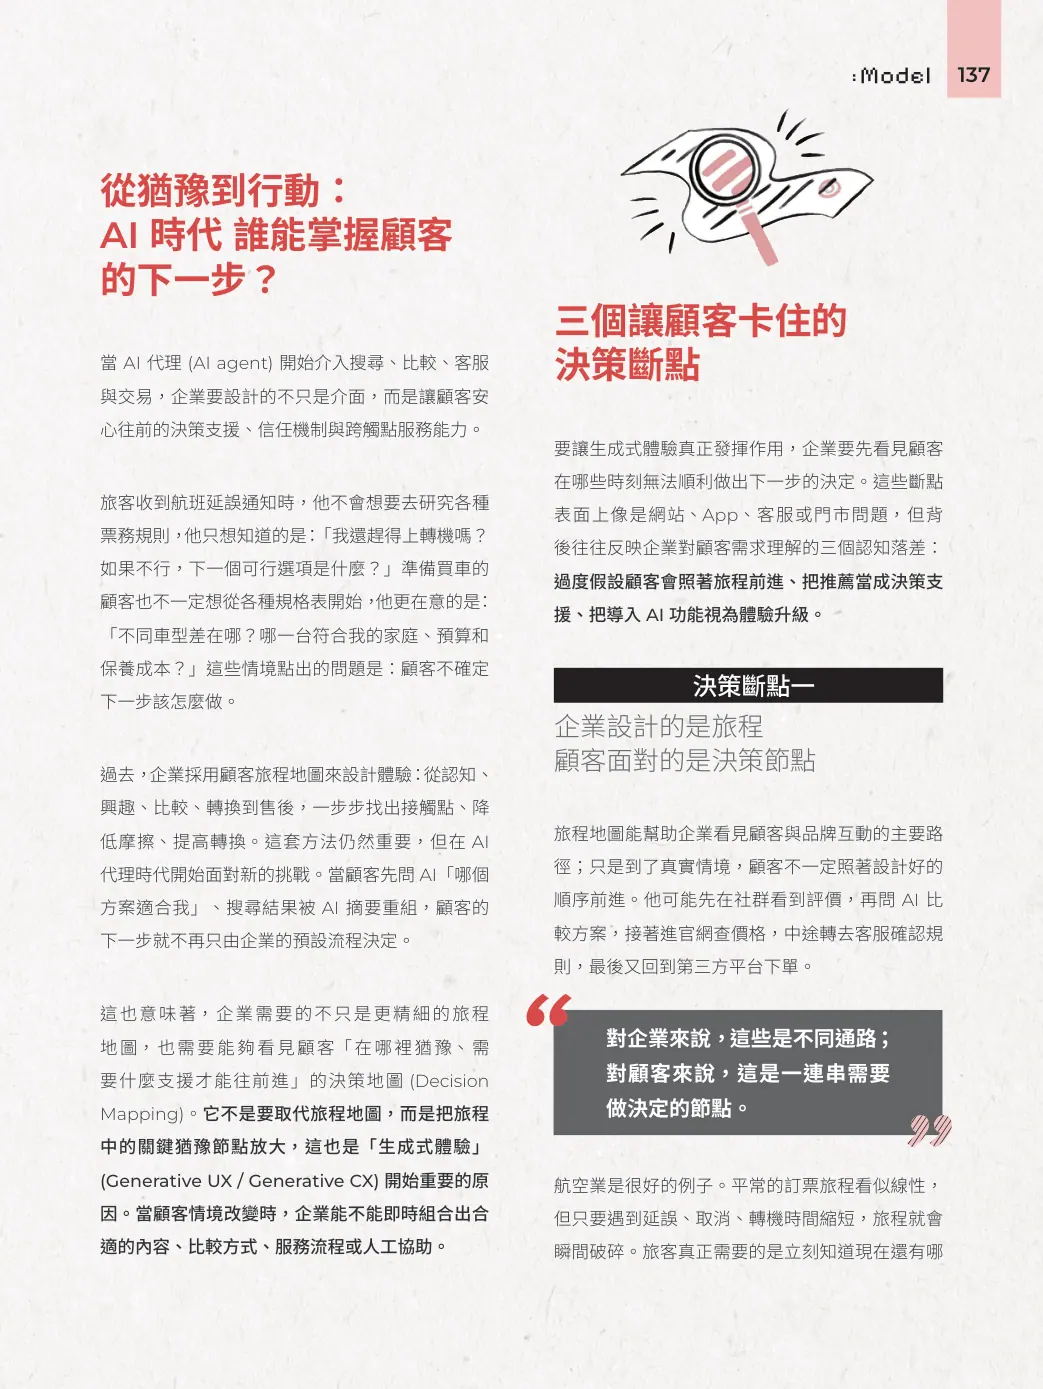 :Model 137
從猶豫到行動：
AI 時代 誰能掌握顧客
的下一步？
當 AI 代理 (AI agent) 開始介入搜尋、比較、客服
與交易，企業要設計的不只是介面，而是讓顧客安
心往前的決策支援、信任機制與跨觸點服務能力。
旅客收到航班延誤通知時，他不會想要去研究各種
票務規則，他只想知道的是：「我還趕得上轉機嗎？
如果不行，下一個可行選項是什麼？」準備買車的
顧客也不一定想從各種規格表開始，他更在意的是：
「不同車型差在哪？哪一台符合我的家庭、預算和
保養成本？」這些情境點出的問題是：顧客不確定
下一步該怎麼做。
過去，企業採用顧客旅程地圖來設計體驗：從認知、
興趣、比較、轉換到售後，一步步找出接觸點、降
低摩擦、提高轉換。這套方法仍然重要，但在 AI
代理時代開始面對新的挑戰。當顧客先問 AI「哪個
方案適合我」、搜尋結果被 AI 摘要重組，顧客的
下一步就不再只由企業的預設流程決定。
這也意味著，企業需要的不只是更精細的旅程
地圖，也需要能夠看見顧客「在哪裡猶豫、需
要什麼支援才能往前進」的決策地圖 (Decision
Mapping)。它不是要取代旅程地圖，而是把旅程
中的關鍵猶豫節點放大，這也是「生成式體驗」
(Generative UX / Generative CX) 開始重要的原
因。當顧客情境改變時，企業能不能即時組合出合
適的內容、比較方式、服務流程或人工協助。
三個讓顧客卡住的
決策斷點
要讓生成式體驗真正發揮作用，企業要先看見顧客
在哪些時刻無法順利做出下一步的決定。這些斷點
表面上像是網站、App、客服或門市問題，但背
後往往反映企業對顧客需求理解的三個認知落差：
過度假設顧客會照著旅程前進、把推薦當成決策支
援、把導入 AI 功能視為體驗升級。
決策斷點一
企業設計的是旅程
顧客面對的是決策節點
旅程地圖能幫助企業看見顧客與品牌互動的主要路
徑；只是到了真實情境，顧客不一定照著設計好的
順序前進。他可能先在社群看到評價，再問 AI 比
較方案，接著進官網查價格，中途轉去客服確認規
則，最後又回到第三方平台下單。
對企業來說，這些是不同通路；
對顧客來說，這是一連串需要
做決定的節點。
航空業是很好的例子。平常的訂票旅程看似線性，
但只要遇到延誤、取消、轉機時間縮短，旅程就會
瞬間破碎。旅客真正需要的是立刻知道現在還有哪